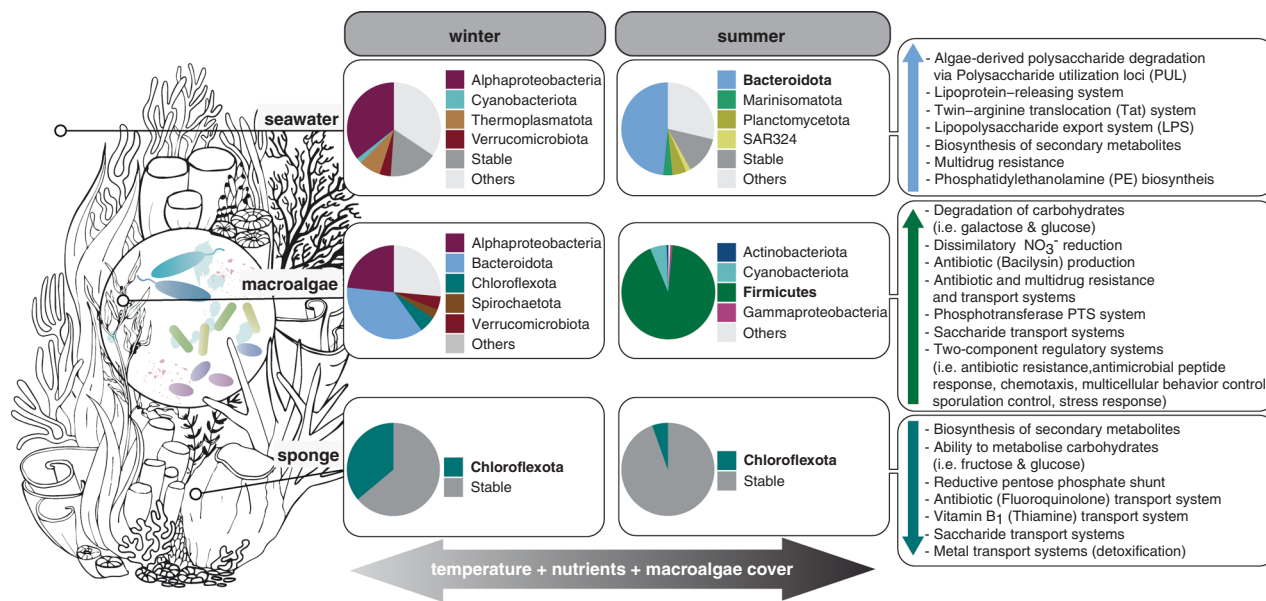 winter
summer
seawater
Alphaproteobacteria
Cyanobacteriota
Thermoplasmatota
Verrucomicrobiota
Stable
Others
Bacteroidota
Marinisomatota
Planctomycetota
SAR324
Stable
Others
- Algae-derived polysaccharide degradation
via Polysaccharide utilization loci (PUL)
- Lipoprotein−releasing system
- Twin−arginine translocation (Tat) system
- Lipopolysaccharide export system (LPS)
- Biosynthesis of secondary metabolites
- Multidrug resistance
- Phosphatidylethanolamine (PE) biosyntheis
macroalgae
Alphaproteobacteria
Bacteroidota
Chloroflexota
Spirochaetota
Verrucomicrobiota
Others
Actinobacteriota
Cyanobacteriota
Firmicutes
Gammaproteobacteria
Others
- Degradation of carbohydrates
(i.e. galactose & glucose)
- Dissimilatory NO3- reduction
- Antibiotic (Bacilysin) production
- Antibiotic and multidrug resistance
and transport systems
- Phosphotransferase PTS system
- Saccharide transport systems
- Two-component regulatory systems
(i.e. antibiotic resistance,antimicrobial peptide
response, chemotaxis, multicellular behavior control
sporulation control, stress response)
sponge
Chloroflexota
Stable
Chloroflexota
Stable
- Biosynthesis of secondary metabolites
- Ability to metabolise carbohydrates
(i.e. fructose & glucose)
- Reductive pentose phosphate shunt
- Antibiotic (Fluoroquinolone) transport system
- Vitamin B1 (Thiamine) transport system
- Saccharide transport systems
- Metal transport systems (detoxification)
temperature + nutrients + macroalgae cover